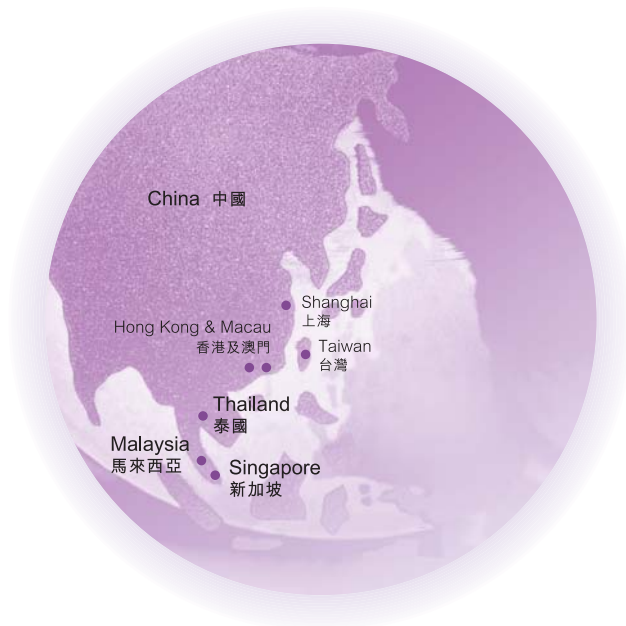 China 中國
Shanghai
上海
Hong Kong & Macau
香港及澳門
Taiwan
台灣
Thailand
泰國
Malaysia
馬來西亞
Singapore
新加坡